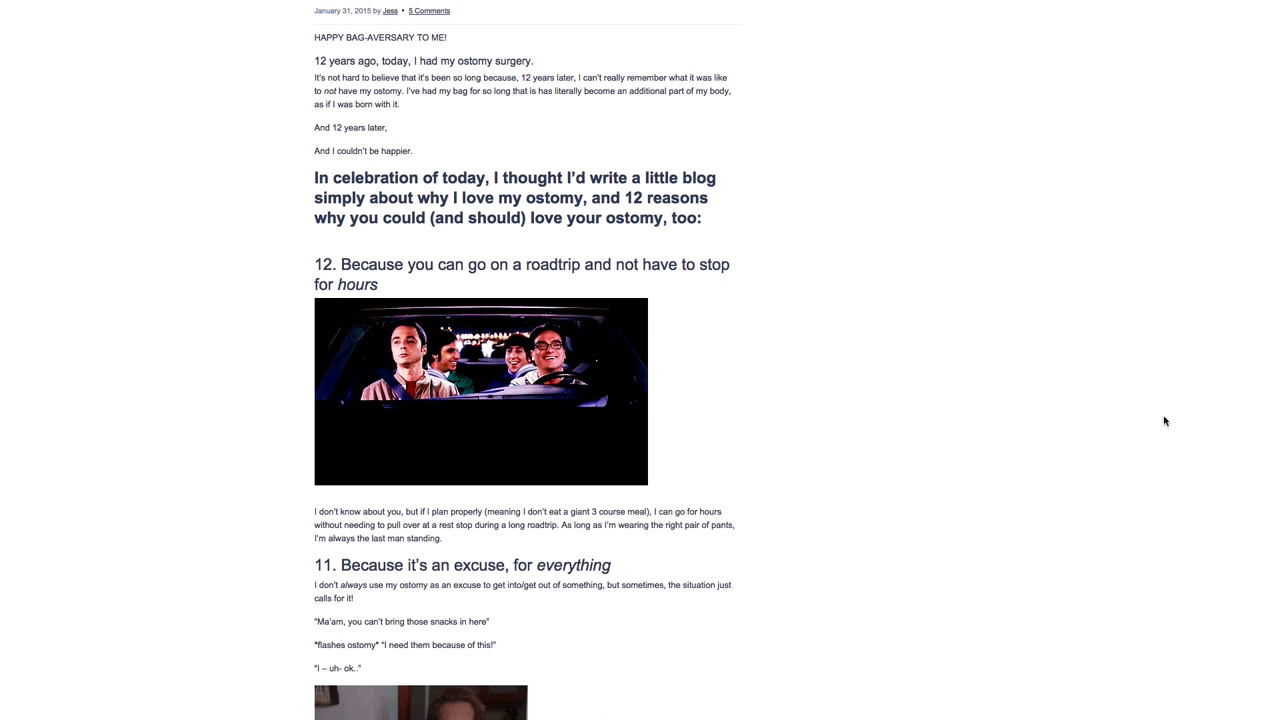 January 31, 2015 by Jess • 5 Comments
HAPPY BAG-AVERSARY TO ME!
12 years ago, today, I had my ostomy surgery.
It's not hard to believe that it's been so long because, 12 years later, I can't really remember what it was like
to not have my ostomy. I've had my bag for so long that is has literally become an additional part of my body,
as if I was born with it.
And 12 years later,
And I couldn't be happier.
In celebration of today, I thought I'd write a little blog
simply about why I love my ostomy, and 12 reasons
why you could (and should) love your ostomy, too:
12. Because you can go on a roadtrip and not have to stop
for hours
I don't know about you, but if I plan properly (meaning I don't eat a giant 3 course meal), I can go for hours
without needing to pull over at a rest stop during a long roadtrip. As long as I'm wearing the right pair of pants,
I'm always the last man standing.
11. Because it's an excuse, for everything
I don't always use my ostomy as an excuse to get into/get out of something, but sometimes, the situation just
calls for it!
“Ma'am, you can't bring those snacks in here”
*flashes ostomy* “I need them because of this!”
“I – uh- ok..”